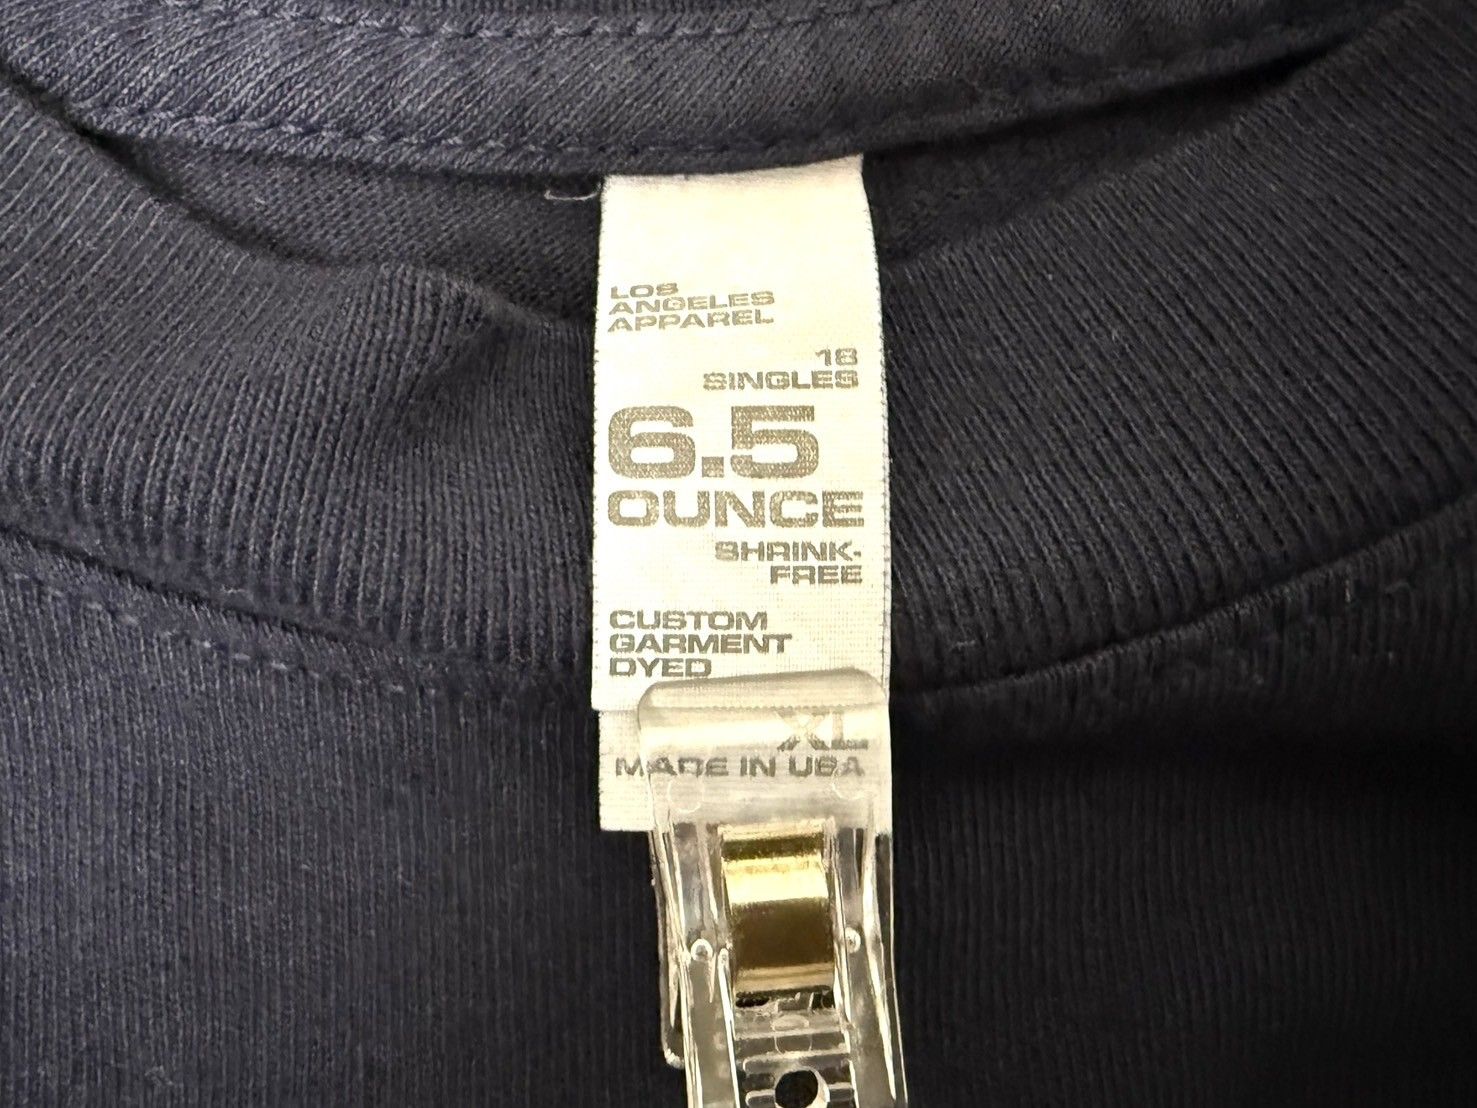 LOS
ANGELES
APPAREL
18
SINGLES
6.5
OUNCE
SHRINK-
FREE
CUSTOM
GARMENT
DYED
XL
MADE IN USA